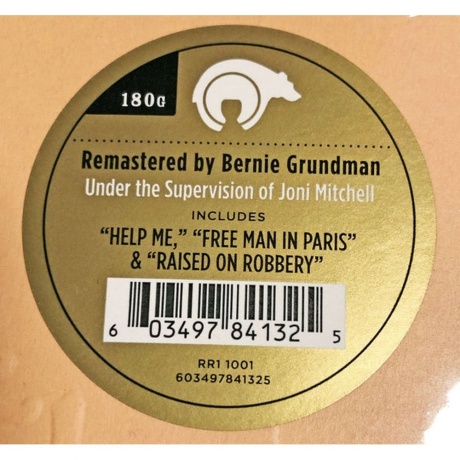 180G
Remastered by Bernie Grundman
Under the Supervision of Joni Mitchell
INCLUDES
“HELP ME,” “FREE MAN IN PARIS”
& “RAISED ON ROBBERY”
6 03497 84132 5
RR1 1001
603497841325